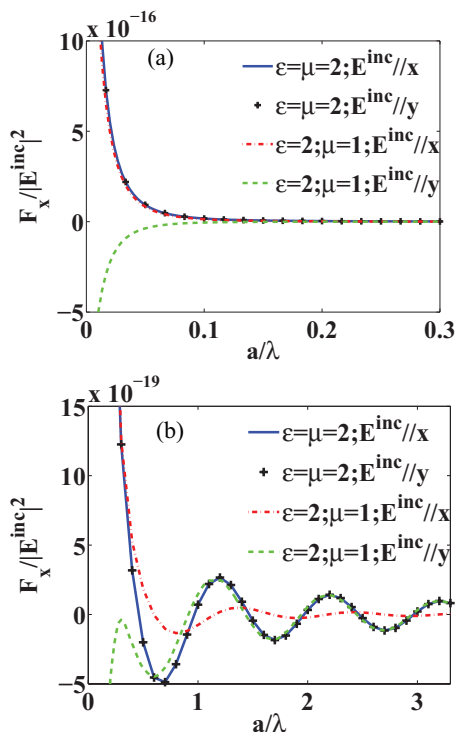 x 10⁻¹⁶
10
(a)
ε=μ=2;E^inc//x
ε=μ=2;E^inc//y
5
ε=2;μ=1;E^inc//x
ε=2;μ=1;E^inc//y
F_x/|E^inc|²
0
-5
0 0.1 0.2 0.3
a/λ
x 10⁻¹⁹
15
(b)
ε=μ=2;E^inc//x
ε=μ=2;E^inc//y
10
ε=2;μ=1;E^inc//x
ε=2;μ=1;E^inc//y
F_x/|E^inc|²
5
0
-5
0 1 2 3
a/λ